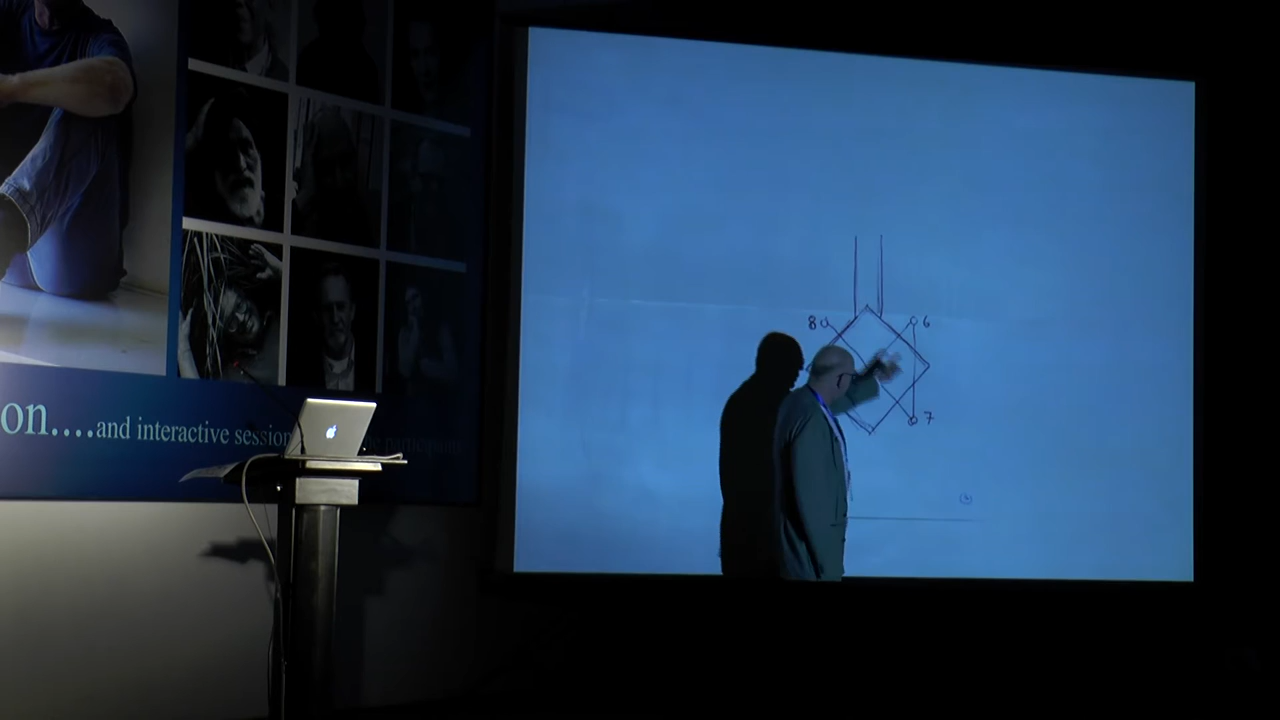 on....and interactive session
8 6
7